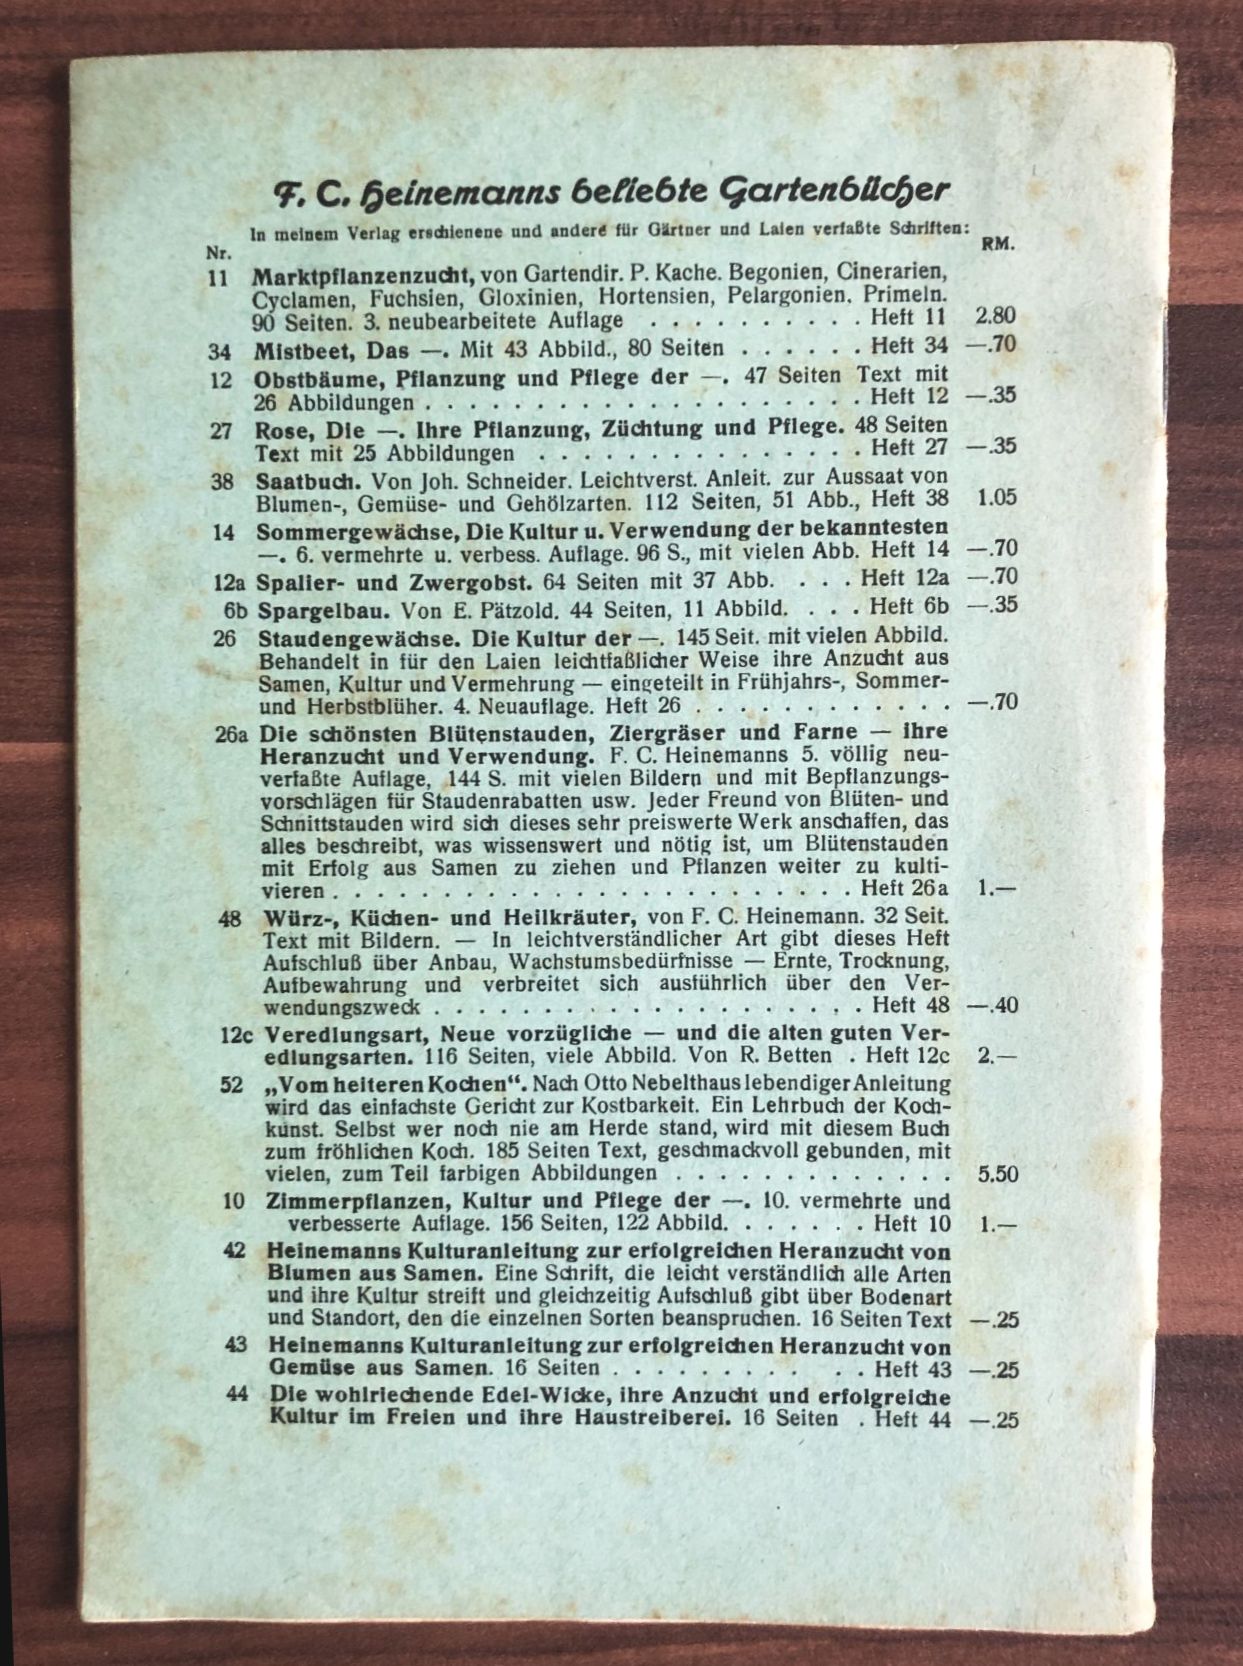 F. C. Heinemanns beliebte Gartenbücher
In meinem Verlag erschienene und andere für Gärtner und Laien verfaßte Schriften:
Nr. RM.
11 Marktpflanzenzucht, von Gartendir. P. Kache. Begonien, Cinerarien,
Cyclamen, Fuchsien, Gloxinien, Hortensien, Pelargonien, Primeln.
90 Seiten. 3. neubearbeitete Auflage . . . . . . . . . . Heft 11 2.80
34 Mistbeet, Das —. Mit 43 Abbild., 80 Seiten . . . . . . Heft 34 —.70
12 Obstbäume, Pflanzung und Pflege der —. 47 Seiten Text mit
26 Abbildungen . . . . . . . . . . . . . . . . . . . . Heft 12 —.35
27 Rose, Die —. Ihre Pflanzung, Züchtung und Pflege. 48 Seiten
Text mit 25 Abbildungen . . . . . . . . . . . . . . . Heft 27 —.35
38 Saatbuch. Von Joh. Schneider. Leichtverst. Anleit. zur Aussaat von
Blumen-, Gemüse- und Gehölzarten. 112 Seiten, 51 Abb., Heft 38 1.05
14 Sommergewächse, Die Kultur u. Verwendung der bekanntesten
—. 6. vermehrte u. verbess. Auflage. 96 S., mit vielen Abb. Heft 14 —.70
12a Spalier- und Zwergobst. 64 Seiten mit 37 Abb. . . . Heft 12a —.70
6b Spargelbau. Von E. Pätzold. 44 Seiten, 11 Abbild. . . . Heft 6b —.35
26 Staudengewächse. Die Kultur der —. 145 Seit. mit vielen Abbild.
Behandelt in für den Laien leichtfaßlicher Weise ihre Anzucht aus
Samen, Kultur und Vermehrung — eingeteilt in Frühjahrs-, Sommer-
und Herbstblüher. 4. Neuauflage. Heft 26 . . . . . . . . . . . . —.70
26a Die schönsten Blütenstauden, Ziergräser und Farne — ihre
Heranzucht und Verwendung. F. C. Heinemanns 5. völlig neu-
verfaßte Auflage, 144 S. mit vielen Bildern und mit Bepflanzungs-
vorschlägen für Staudenrabatten usw. Jeder Freund von Blüten- und
Schnittstauden wird sich dieses sehr preiswerte Werk anschaffen, das
alles beschreibt, was wissenswert und nötig ist, um Blütenstauden
mit Erfolg aus Samen zu ziehen und Pflanzen weiter zu kulti-
vieren . . . . . . . . . . . . . . . . . . . . . . . . Heft 26a 1.—
48 Würz-, Küchen- und Heilkräuter, von F. C. Heinemann. 32 Seit.
Text mit Bildern. — In leichtverständlicher Art gibt dieses Heft
Aufschluß über Anbau, Wachstumsbedürfnisse — Ernte, Trocknung,
Aufbewahrung und verbreitet sich ausführlich über den Ver-
wendungszweck . . . . . . . . . . . . . . . . . . . . Heft 48 —.40
12c Veredlungsart, Neue vorzügliche — und die alten guten Ver-
edlungsarten. 116 Seiten, viele Abbild. Von R. Betten . Heft 12c 2.—
52 „Vom heiteren Kochen“. Nach Otto Nebelthaus lebendiger Anleitung
wird das einfachste Gericht zur Kostbarkeit. Ein Lehrbuch der Koch-
kunst. Selbst wer noch nie am Herde stand, wird mit diesem Buch
zum fröhlichen Koch. 185 Seiten Text, geschmackvoll gebunden, mit
vielen, zum Teil farbigen Abbildungen . . . . . . . . . . . . . 5.50
10 Zimmerpflanzen, Kultur und Pflege der —. 10. vermehrte und
verbesserte Auflage. 156 Seiten, 122 Abbild. . . . . . . Heft 10 1.—
42 Heinemanns Kulturanleitung zur erfolgreichen Heranzucht von
Blumen aus Samen. Eine Schrift, die leicht verständlich alle Arten
und ihre Kultur streift und gleichzeitig Aufschluß gibt über Bodenart
und Standort, den die einzelnen Sorten beanspruchen. 16 Seiten Text —.25
43 Heinemanns Kulturanleitung zur erfolgreichen Heranzucht von
Gemüse aus Samen. 16 Seiten . . . . . . . . . . . Heft 43 —.25
44 Die wohlriechende Edel-Wicke, ihre Anzucht und erfolgreiche
Kultur im Freien und ihre Haustreiberei. 16 Seiten . Heft 44 —.25